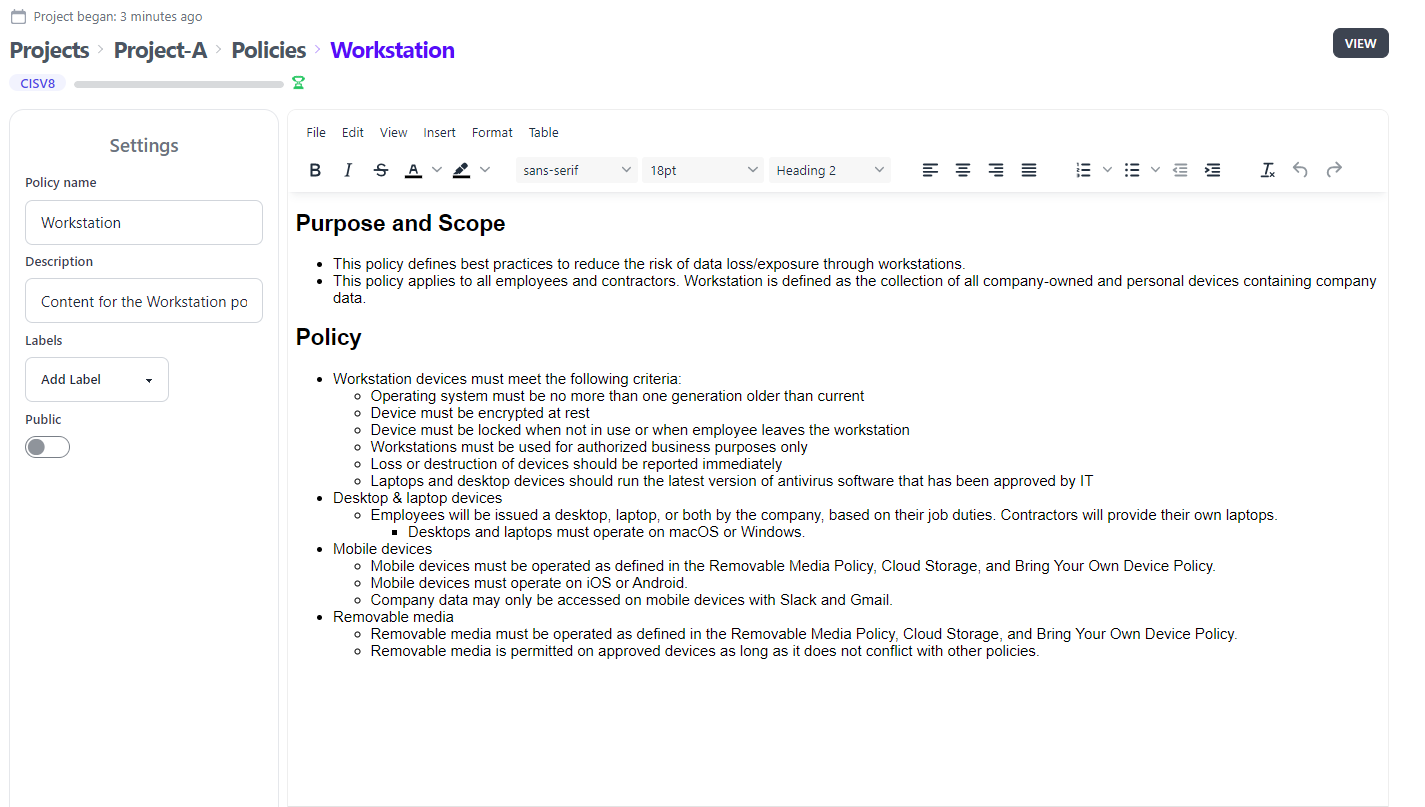 Project began: 3 minutes ago
Projects > Project-A > Policies > Workstation
VIEW
CISV8
Settings
Policy name
Workstation
Description
Content for the Workstation po
Labels
Add Label
Public
File Edit View Insert Format Table
B I S A sans-serif 18pt Heading 2
Purpose and Scope
• This policy defines best practices to reduce the risk of data loss/exposure through workstations.
• This policy applies to all employees and contractors. Workstation is defined as the collection of all company-owned and personal devices containing company
data.
Policy
• Workstation devices must meet the following criteria:
◦ Operating system must be no more than one generation older than current
◦ Device must be encrypted at rest
◦ Device must be locked when not in use or when employee leaves the workstation
◦ Workstations must be used for authorized business purposes only
◦ Loss or destruction of devices should be reported immediately
◦ Laptops and desktop devices should run the latest version of antivirus software that has been approved by IT
• Desktop & laptop devices
◦ Employees will be issued a desktop, laptop, or both by the company, based on their job duties. Contractors will provide their own laptops.
▪ Desktops and laptops must operate on macOS or Windows.
• Mobile devices
◦ Mobile devices must be operated as defined in the Removable Media Policy, Cloud Storage, and Bring Your Own Device Policy.
◦ Mobile devices must operate on iOS or Android.
◦ Company data may only be accessed on mobile devices with Slack and Gmail.
• Removable media
◦ Removable media must be operated as defined in the Removable Media Policy, Cloud Storage, and Bring Your Own Device Policy.
◦ Removable media is permitted on approved devices as long as it does not conflict with other policies.